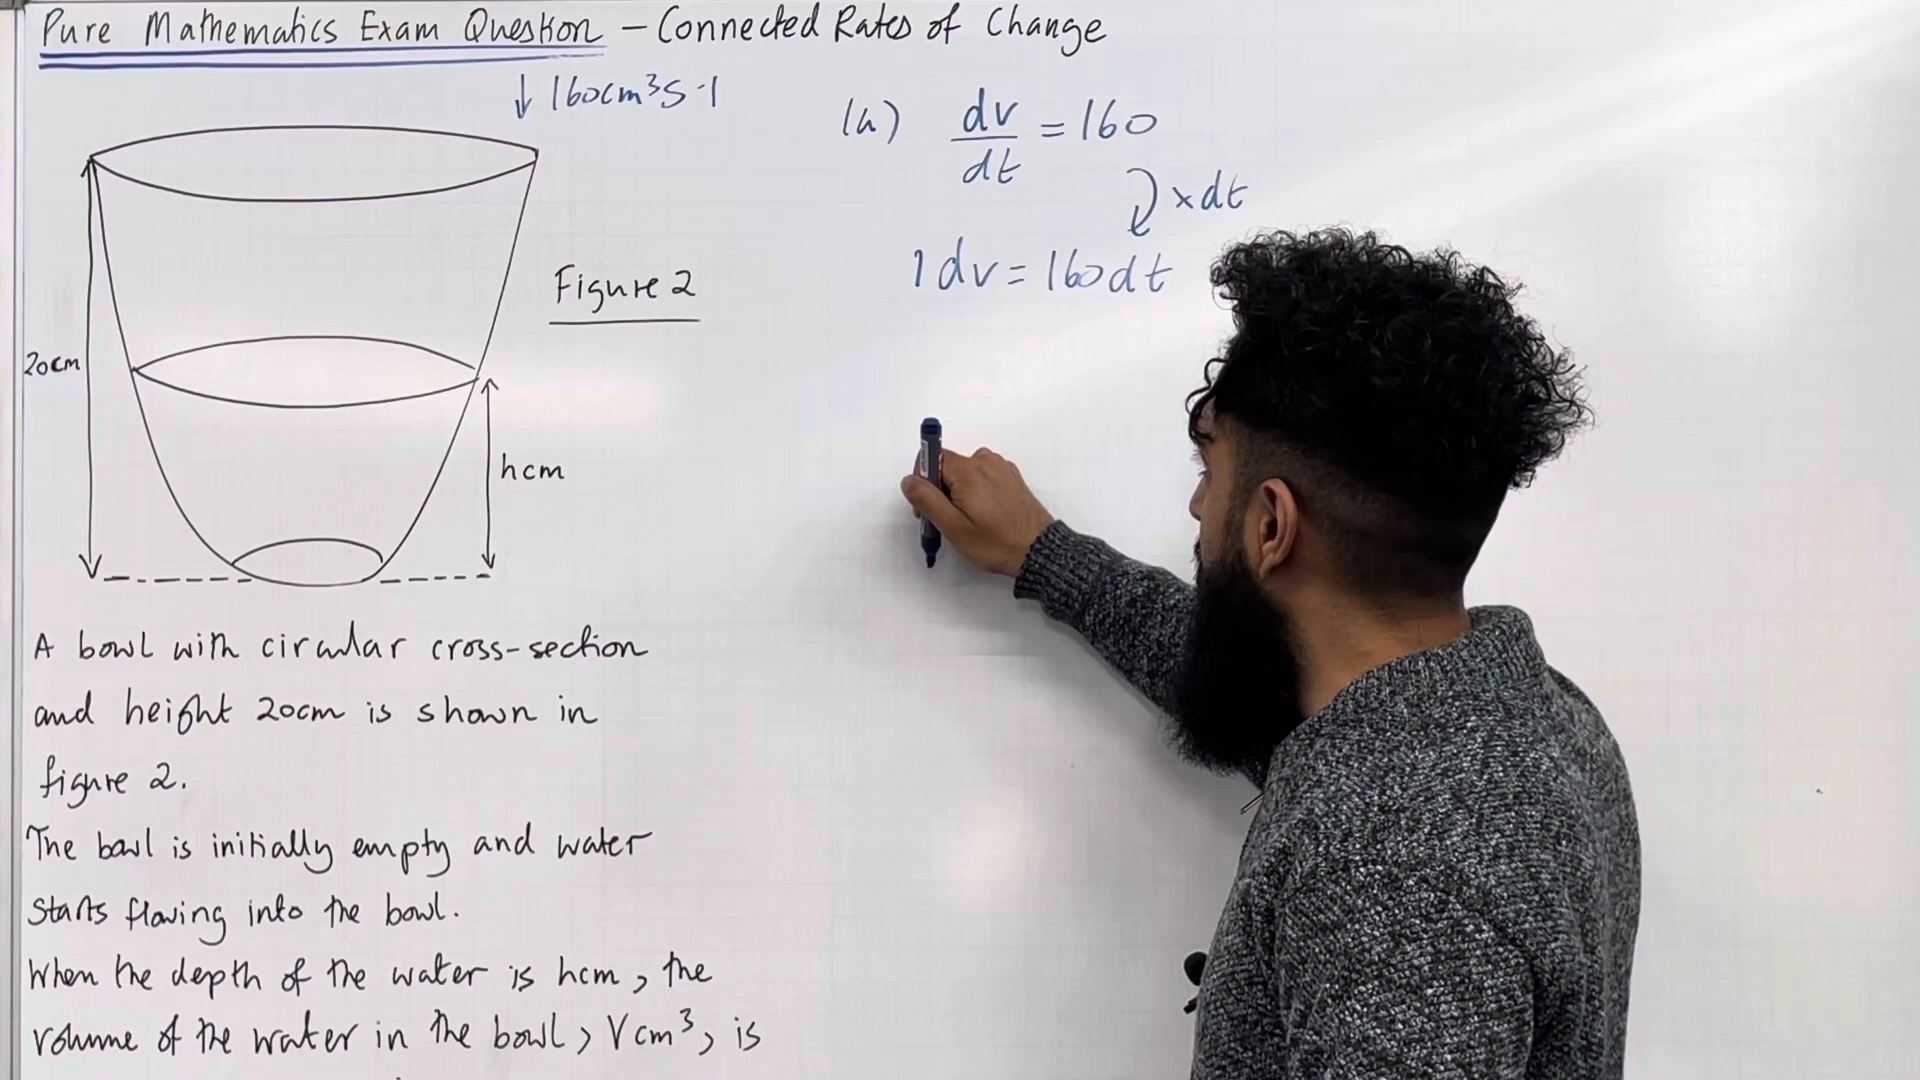 Pure Mathematics Exam Question – Connected Rates of Change
↓ 160cm³s-1
20cm
Figure 2
hcm
A bowl with circular cross-section
and height 20cm is shown in
figure 2.
The bowl is initially empty and water
starts flowing into the bowl.
When the depth of the water is hcm, the
volume of the water in the bowl, Vcm³, is
(a) dv/dt = 160
×dt
1dv = 160dt